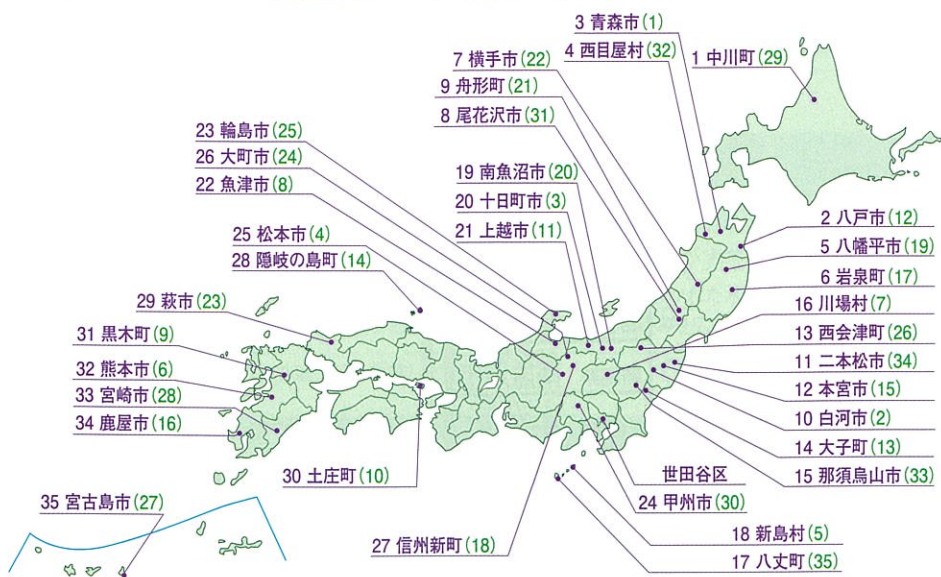 3 青森市(1)
4 西目屋村(32)
1 中川町(29)
7 横手市(22)
9 舟形町(21)
8 尾花沢市(31)
23 輪島市(25)
26 大町市(24)
22 魚津市(8)
19 南魚沼市(20)
20 十日町市(3)
21 上越市(11)
25 松本市(4)
28 隠岐の島町(14)
29 萩市(23)
31 黒木町(9)
32 熊本市(6)
33 宮崎市(28)
34 鹿屋市(16)
2 八戸市(12)
5 八幡平市(19)
6 岩泉町(17)
16 川場村(7)
13 西会津町(26)
11 二本松市(34)
12 本宮市(15)
10 白河市(2)
14 大子町(13)
15 那須烏山市(33)
30 土庄町(10)
世田谷区
24 甲州市(30)
35 宮古島市(27)
27 信州新町(18)
18 新島村(5)
17 八丈町(35)